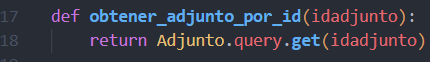 17 def obtener_adjunto_por_id(idadjunto):
18 return Adjunto.query.get(idadjunto)